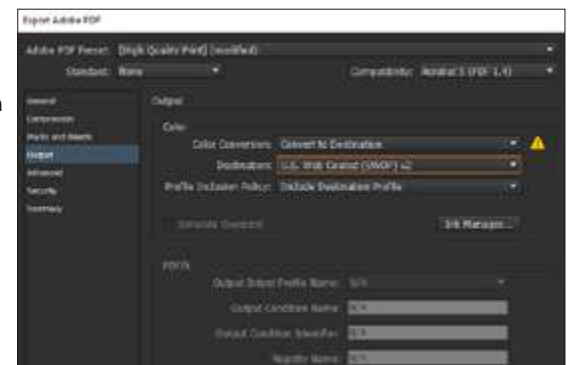 Export Adobe PDF
Adobe PDF Preset: [High Quality Print] (modified)
Standard: None Compatibility: Acrobat 5 (PDF 1.4)
General
Compression
Marks and Bleeds
Output
Advanced
Security
Summary
Output
Color
Color Conversion: Convert to Destination
Destination: U.S. Web Coated (SWOP) v2
Profile Inclusion Policy: Include Destination Profile
Simulate Overprint Ink Manager...
PDF/X
Output Intent Profile Name: N/A
Output Condition Name: N/A
Output Condition Identifier: N/A
Registry Name: N/A